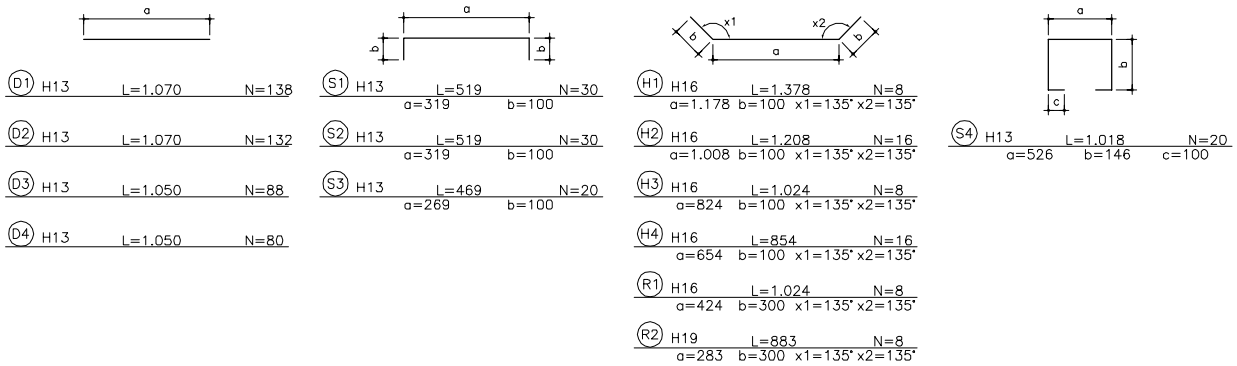 a
D1 H13 L=1.070 N=138
D2 H13 L=1.070 N=132
D3 H13 L=1.050 N=88
D4 H13 L=1.050 N=80
a
b b
S1 H13 L=519 N=30
a=319 b=100
S2 H13 L=519 N=30
a=319 b=100
S3 H13 L=469 N=20
a=269 b=100
x1 x2
b b
a
H1 H16 L=1.378 N=8
a=1.178 b=100 x1=135° x2=135°
H2 H16 L=1.208 N=16
a=1.008 b=100 x1=135° x2=135°
H3 H16 L=1.024 N=8
a=824 b=100 x1=135° x2=135°
H4 H16 L=854 N=16
a=654 b=100 x1=135° x2=135°
R1 H16 L=1.024 N=8
a=424 b=300 x1=135° x2=135°
R2 H19 L=883 N=8
a=283 b=300 x1=135° x2=135°
a
b
c
S4 H13 L=1.018 N=20
a=526 b=146 c=100